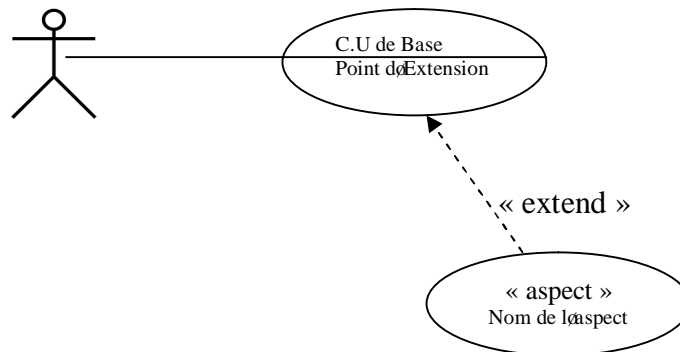 C.U de Base
Point døExtension
« extend »
« aspect »
Nom de løaspect